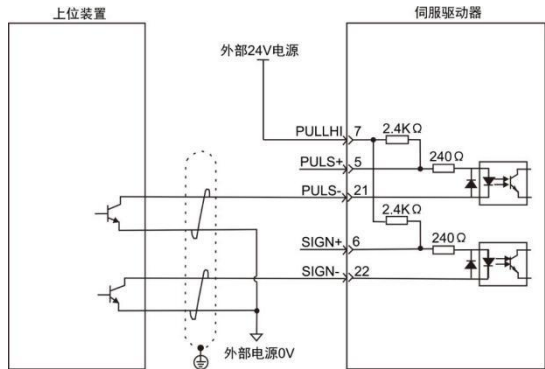 上位装置
伺服驱动器
外部24V电源
PULLHI 7
2.4KΩ
PULS+ 5
240Ω
PULS- 21
2.4KΩ
SIGN+ 6
240Ω
SIGN- 22
外部电源0V